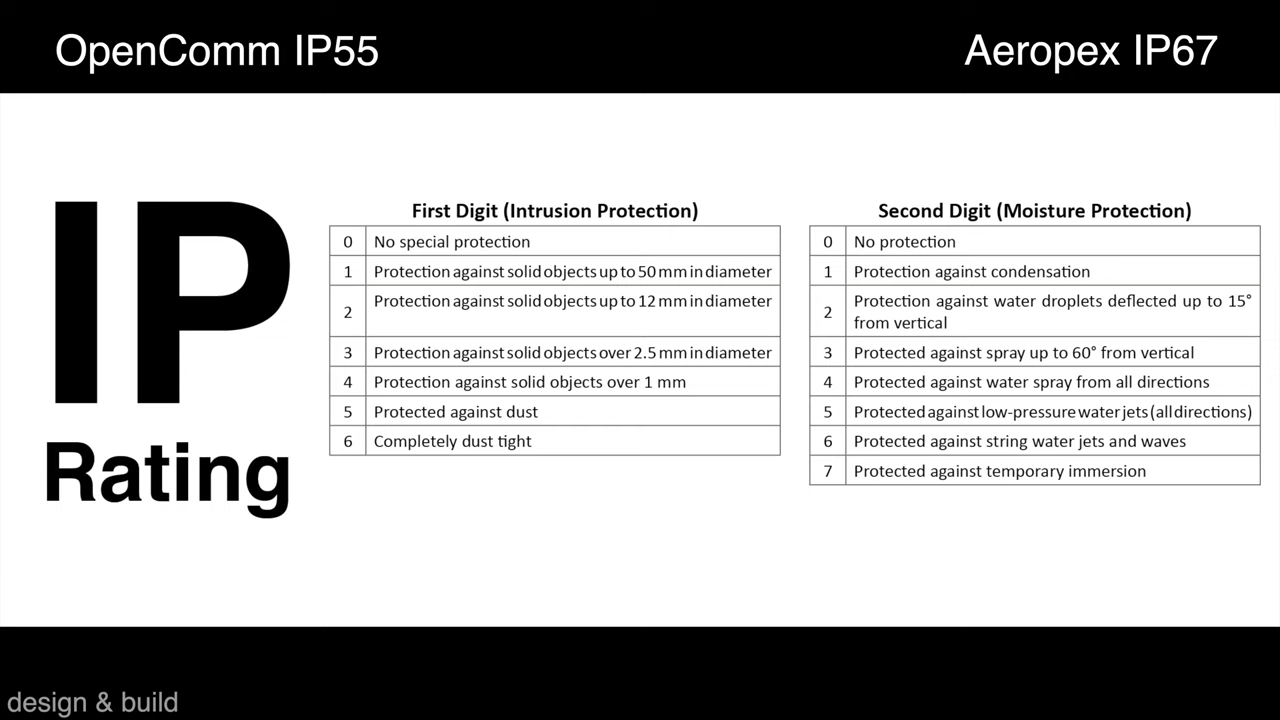 OpenComm IP55
Aeropex IP67
IP
Rating
First Digit (Intrusion Protection)
0 No special protection
1 Protection against solid objects up to 50 mm in diameter
2 Protection against solid objects up to 12 mm in diameter
3 Protection against solid objects over 2.5 mm in diameter
4 Protection against solid objects over 1 mm
5 Protected against dust
6 Completely dust tight
Second Digit (Moisture Protection)
0 No protection
1 Protection against condensation
2 Protection against water droplets deflected up to 15°
from vertical
3 Protected against spray up to 60° from vertical
4 Protected against water spray from all directions
5 Protected against low-pressure water jets (all directions)
6 Protected against string water jets and waves
7 Protected against temporary immersion
design & build